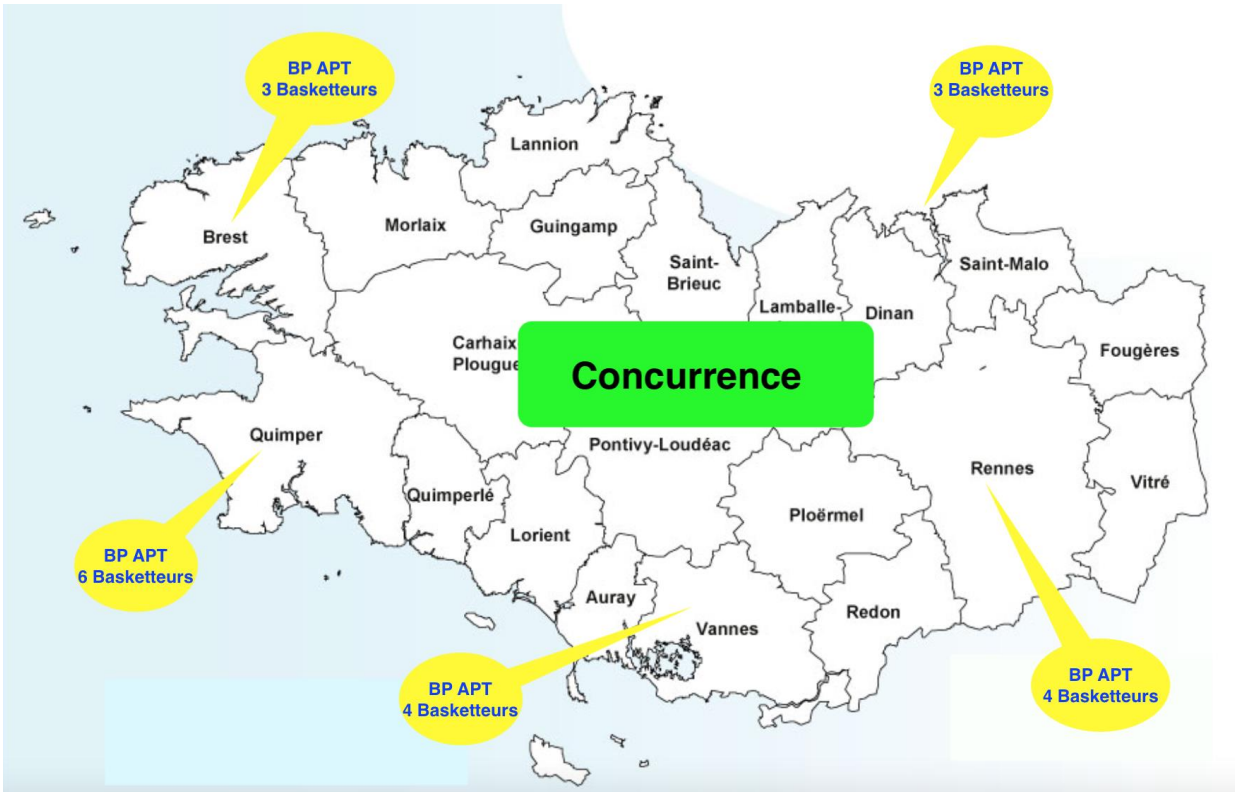 BP APT
3 Basketteurs
BP APT
3 Basketteurs
Lannion
Morlaix
Guingamp
Brest
Saint-
Brieuc
Saint-Malo
Lamballe-
Dinan
Carhaix
Plougue
Concurrence
Fougères
Quimper
Pontivy-Loudéac
Rennes
Vitré
Quimperlé
Ploërmel
Lorient
BP APT
6 Basketteurs
Auray
Redon
Vannes
BP APT
4 Basketteurs
BP APT
4 Basketteurs